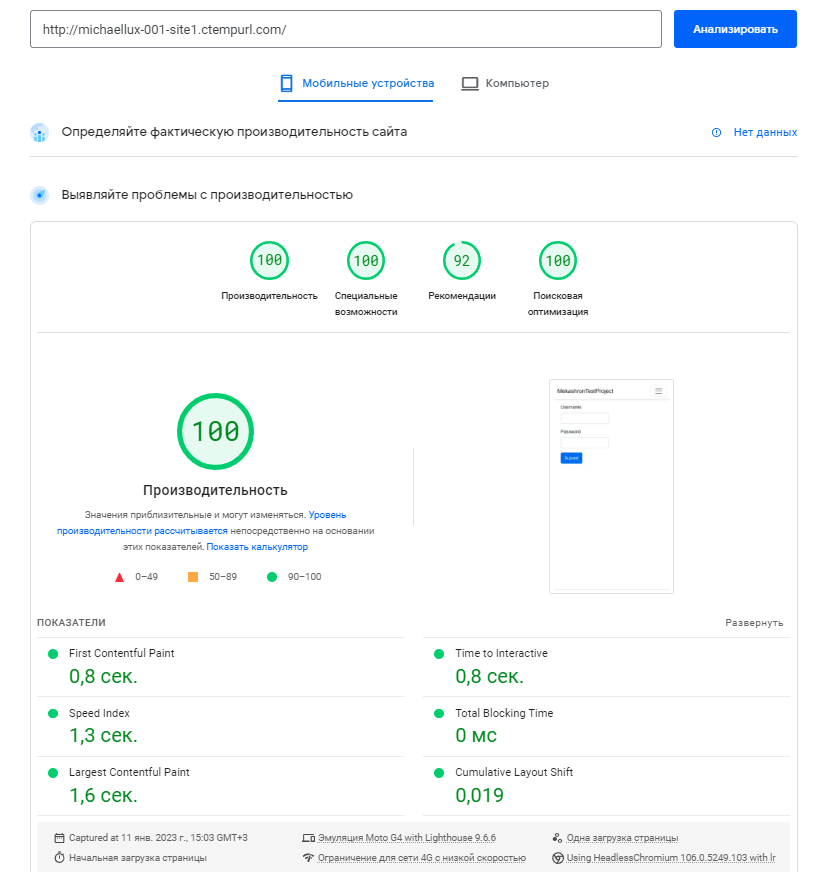 http://michaellux-001-site1.ctempurl.com/
Анализировать
Мобильные устройства
Компьютер
Определяйте фактическую производительность сайта
Нет данных
Выявляйте проблемы с производительностью
100
100
92
100
Производительность
Специальные
возможности
Рекомендации
Поисковая
оптимизация
100
Производительность
Значения приблизительные и могут изменяться. Уровень
производительности рассчитывается непосредственно на основании
этих показателей. Показать калькулятор
0–49
50–89
90–100
MekashronTestProject
Username
Password
Submit
ПОКАЗАТЕЛИ
Развернуть
First Contentful Paint
0,8 сек.
Time to Interactive
0,8 сек.
Speed Index
1,3 сек.
Total Blocking Time
0 мс
Largest Contentful Paint
1,6 сек.
Cumulative Layout Shift
0,019
Captured at 11 янв. 2023 г., 15:03 GMT+3
Эмуляция Moto G4 with Lighthouse 9.6.6
Одна загрузка страницы
Начальная загрузка страницы
Ограничение для сети 4G с низкой скоростью
Using HeadlessChromium 106.0.5249.103 with lr